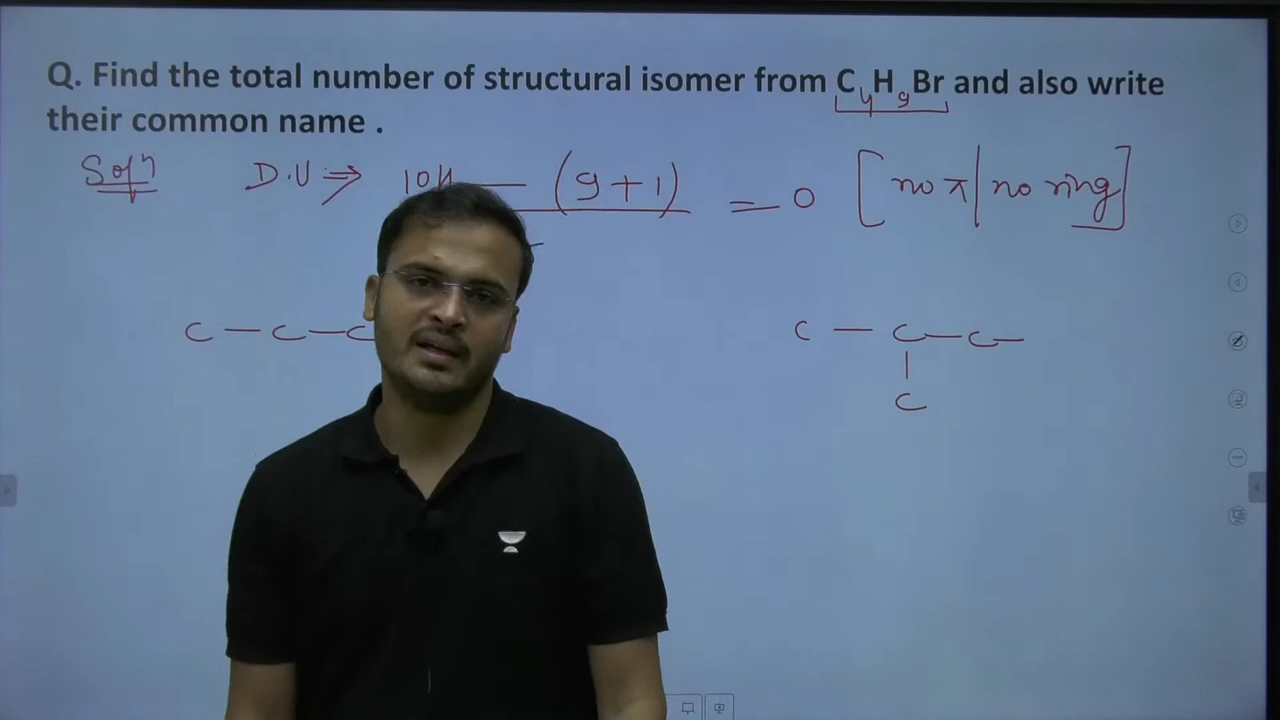 Q. Find the total number of structural isomer from C₄H₉Br and also write
their common name .
Solⁿ D.U ⇒ 10H — (9+1) = 0 [no π | no ring]
C — C — C C — C — C —
|
C